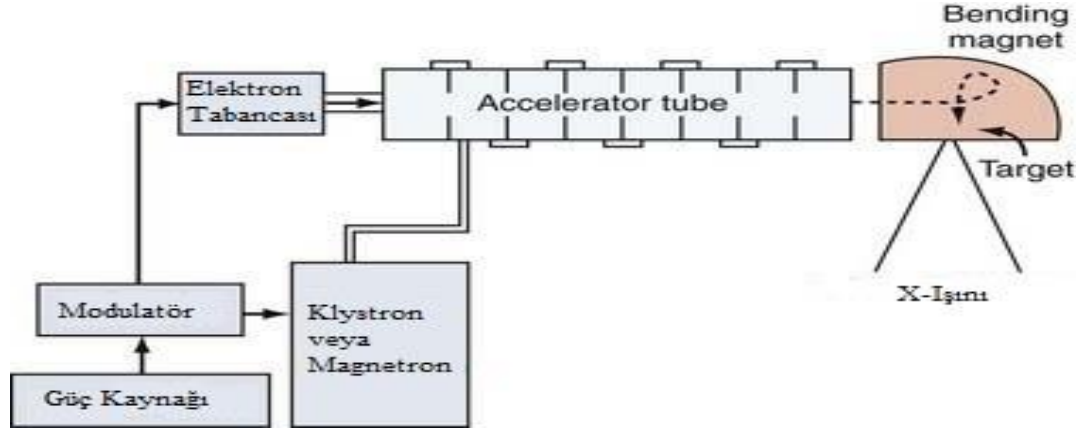 Bending
magnet
Elektron
Tabancası
Accelerator tube
Target
X-Işını
Modulatör
Klystron
veya
Magnetron
Güç Kaynağı